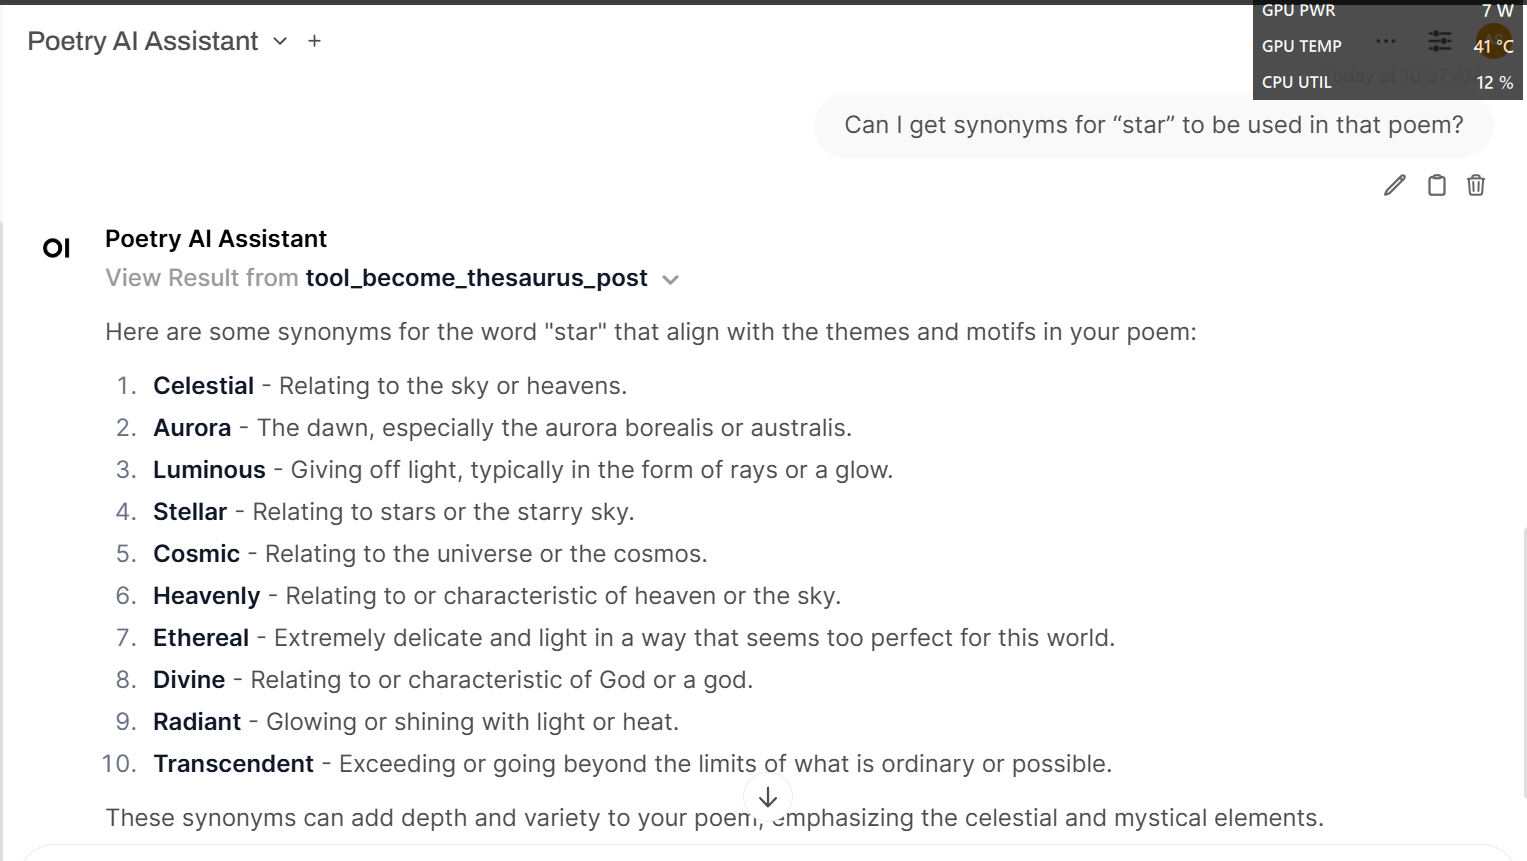 Poetry AI Assistant
GPU PWR 7 W
GPU TEMP 41 °C
CPU UTIL 12 %
Today at 10:37 AM
Can I get synonyms for “star” to be used in that poem?
OI
Poetry AI Assistant
View Result from tool_become_thesaurus_post
Here are some synonyms for the word "star" that align with the themes and motifs in your poem:
1. Celestial - Relating to the sky or heavens.
2. Aurora - The dawn, especially the aurora borealis or australis.
3. Luminous - Giving off light, typically in the form of rays or a glow.
4. Stellar - Relating to stars or the starry sky.
5. Cosmic - Relating to the universe or the cosmos.
6. Heavenly - Relating to or characteristic of heaven or the sky.
7. Ethereal - Extremely delicate and light in a way that seems too perfect for this world.
8. Divine - Relating to or characteristic of God or a god.
9. Radiant - Glowing or shining with light or heat.
10. Transcendent - Exceeding or going beyond the limits of what is ordinary or possible.
These synonyms can add depth and variety to your poem, emphasizing the celestial and mystical elements.